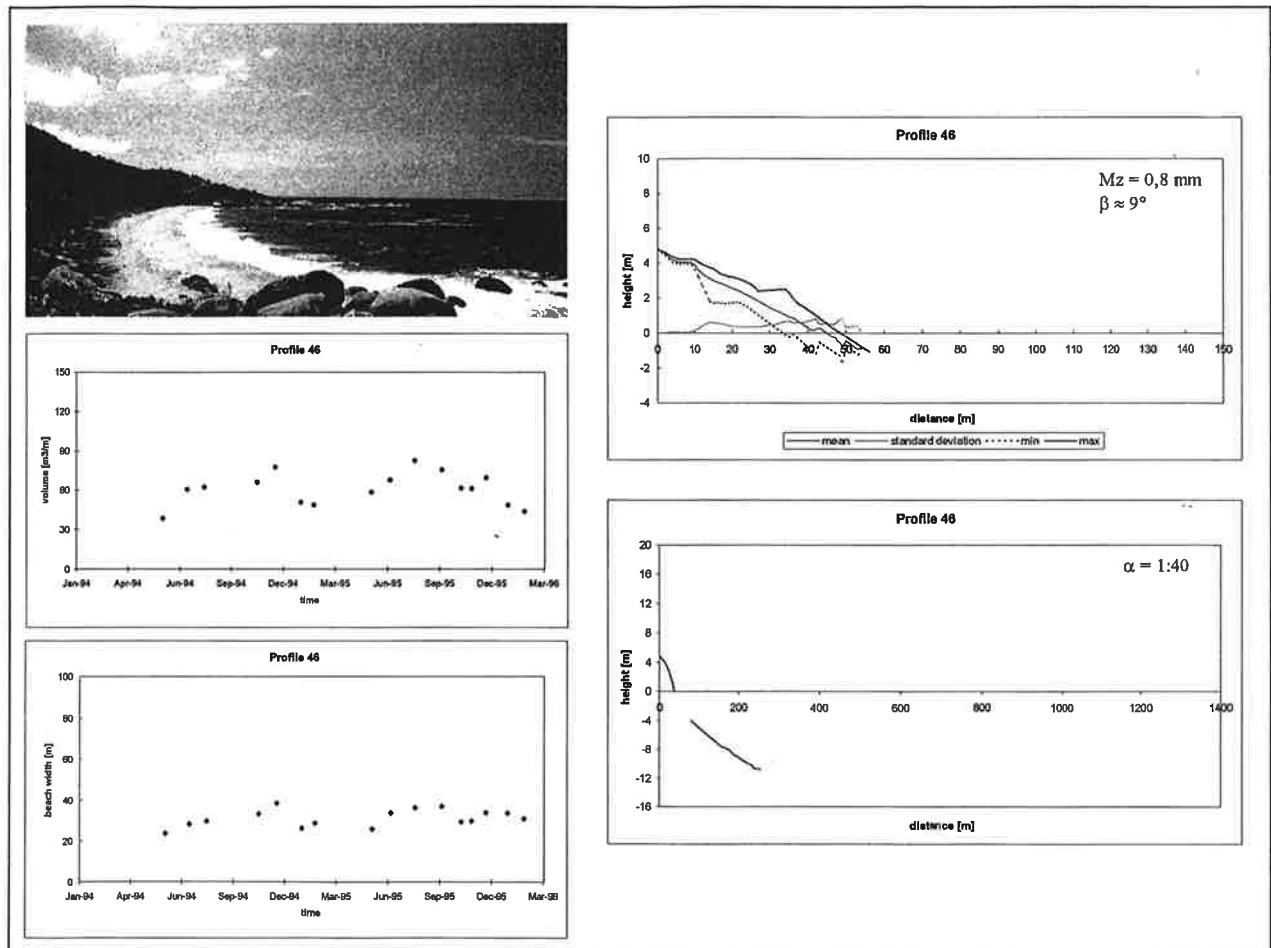 Profile 46
150
120
90
60
30
0
volume [m3/m]
Jan-94 Apr-94 Jun-94 Sep-94 Dec-94 Mar-95 Jun-95 Sep-95 Dec-95 Mar-96
time
Profile 46
100
80
60
40
20
0
beach width [m]
Jan-94 Apr-94 Jun-94 Sep-94 Dec-94 Mar-95 Jun-95 Sep-95 Dec-95 Mar-96
time
Profile 46
Mz = 0,8 mm
β ≈ 9°
10
8
6
4
2
0
-2
-4
height [m]
0 10 20 30 40 50 60 70 80 90 100 110 120 130 140 150
distance [m]
mean standard deviation min max
Profile 46
α = 1:40
20
16
12
8
4
0
-4
-8
-12
-16
height [m]
0 200 400 600 800 1000 1200 1400
distance [m]